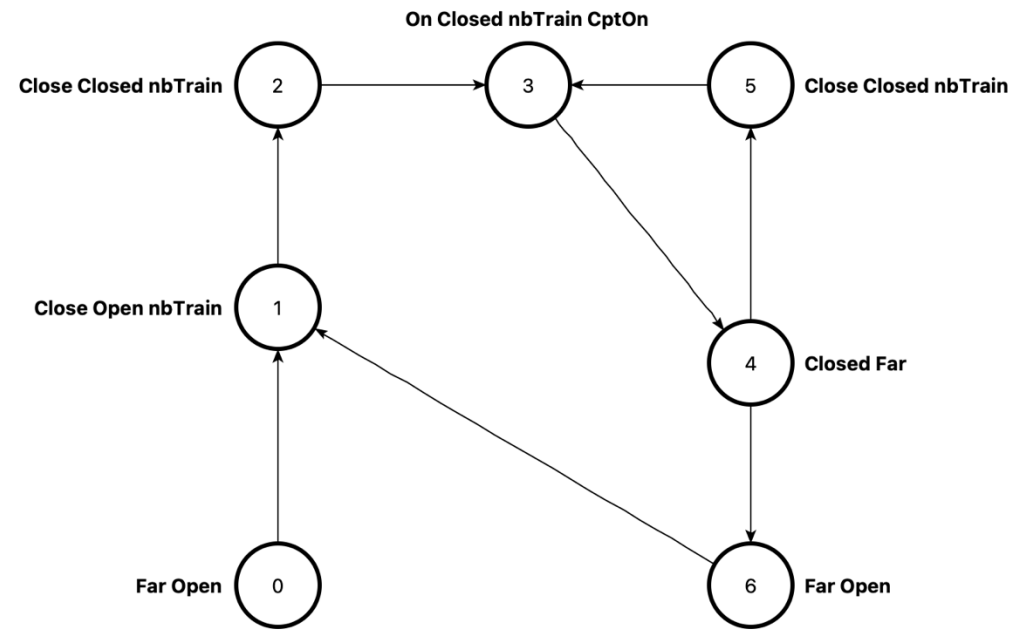 On Closed nbTrain CptOn
Close Closed nbTrain
2
3
5
Close Closed nbTrain
Close Open nbTrain
1
4
Closed Far
Far Open
0
6
Far Open